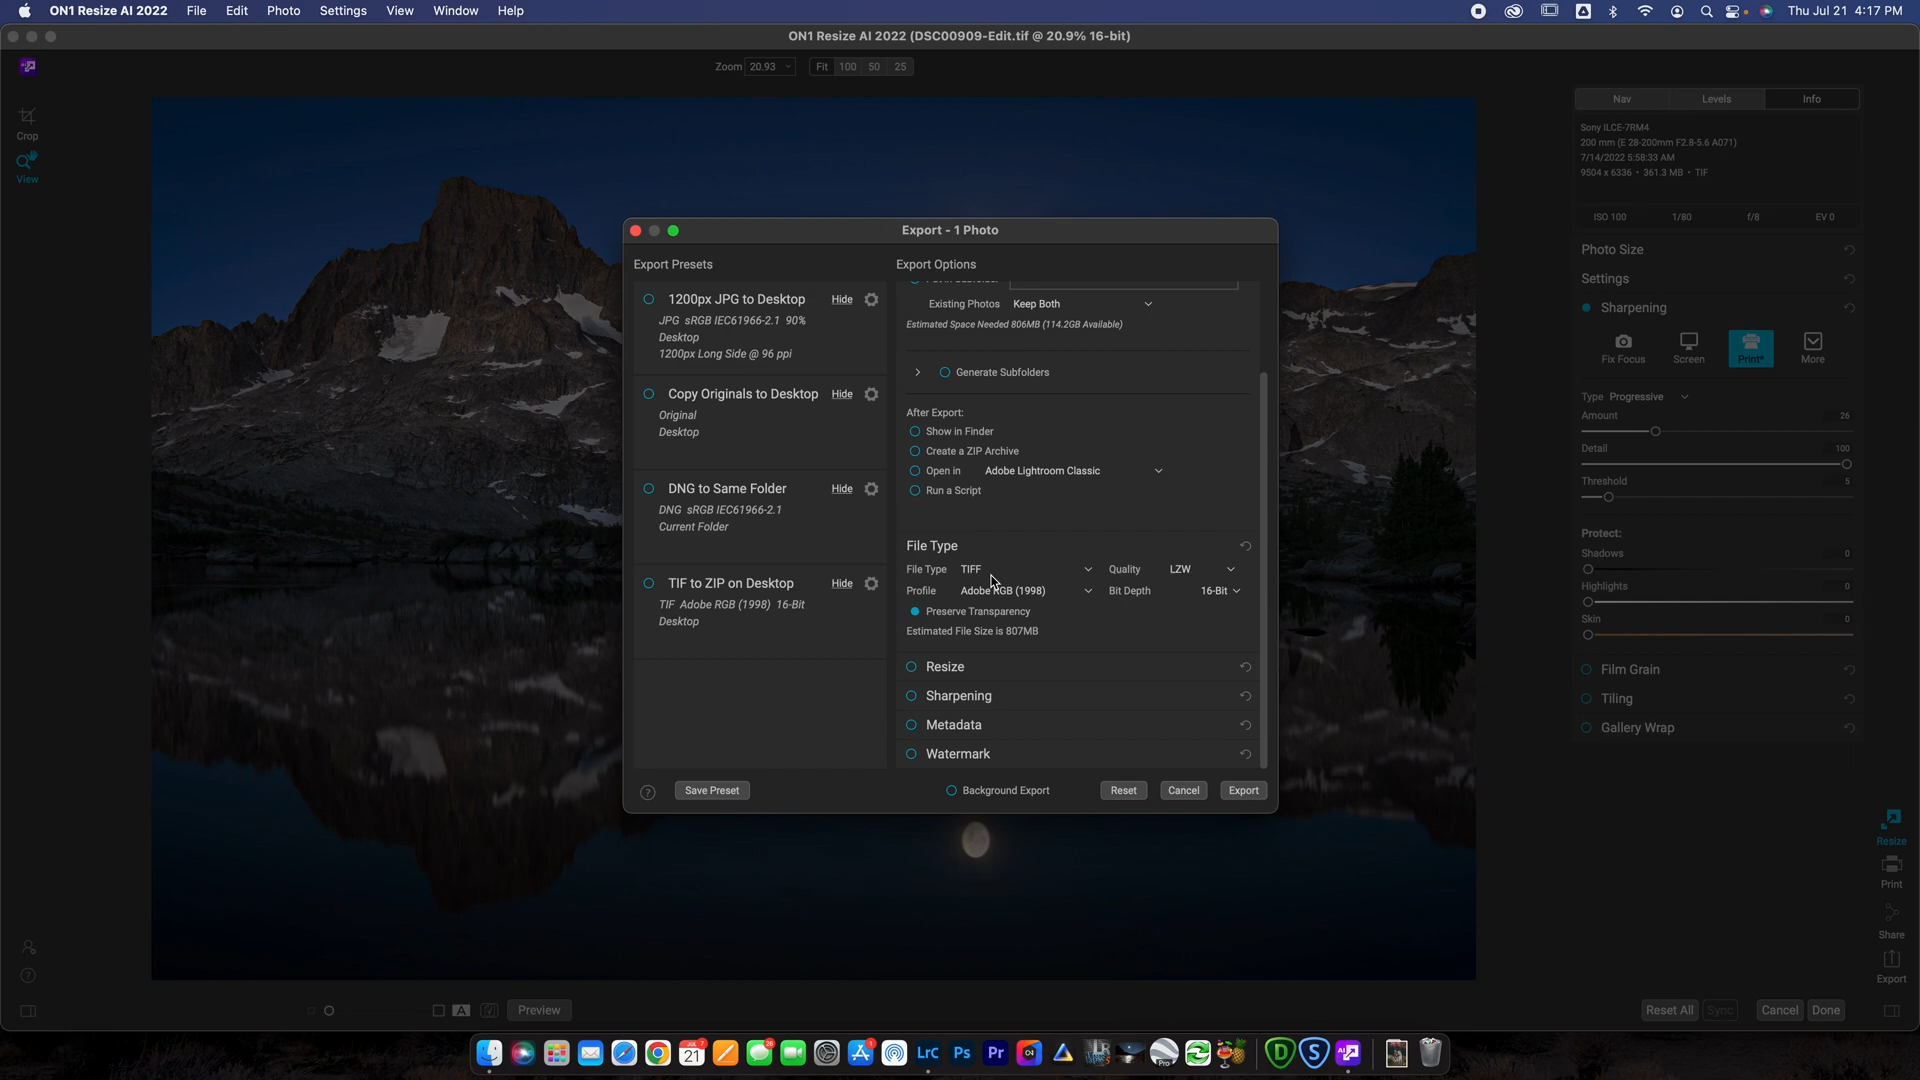 ON1 Resize AI 2022 File Edit Photo Settings View Window Help Thu Jul 21 4:17 PM
ON1 Resize AI 2022 (DSC00909-Edit.tif @ 20.9% 16-bit)
Zoom 20.93 Fit 100 50 25
Crop
View
Nav Levels Info
Sony ILCE-7RM4
200 mm (E 28-200mm F2.8-5.6 A071)
7/14/2022 5:58:33 AM
9504 x 6336 • 361.3 MB • TIF
ISO 100 1/80 f/8 EV 0
Photo Size
Settings
Sharpening
Fix Focus Screen Print* More
Type Progressive
Amount 26
Detail 100
Threshold 5
Protect:
Shadows 0
Highlights 0
Skin 0
Film Grain
Tiling
Gallery Wrap
Export - 1 Photo
Export Presets
1200px JPG to Desktop Hide
JPG sRGB IEC61966-2.1 90%
Desktop
1200px Long Side @ 96 ppi
Copy Originals to Desktop Hide
Original
Desktop
DNG to Same Folder Hide
DNG sRGB IEC61966-2.1
Current Folder
TIF to ZIP on Desktop Hide
TIF Adobe RGB (1998) 16-Bit
Desktop
Export Options
Existing Photos Keep Both
Estimated Space Needed 806MB (114.2GB Available)
Generate Subfolders
After Export:
Show in Finder
Create a ZIP Archive
Open in Adobe Lightroom Classic
Run a Script
File Type
File Type TIFF Quality LZW
Profile Adobe RGB (1998) Bit Depth 16-Bit
Preserve Transparency
Estimated File Size is 807MB
Resize
Sharpening
Metadata
Watermark
? Save Preset Background Export Reset Cancel Export
Resize
Print
Share
Export
? A Preview Reset All Sync Cancel Done
JUL 21 26 1 LrC Ps Pr Pro D S AI